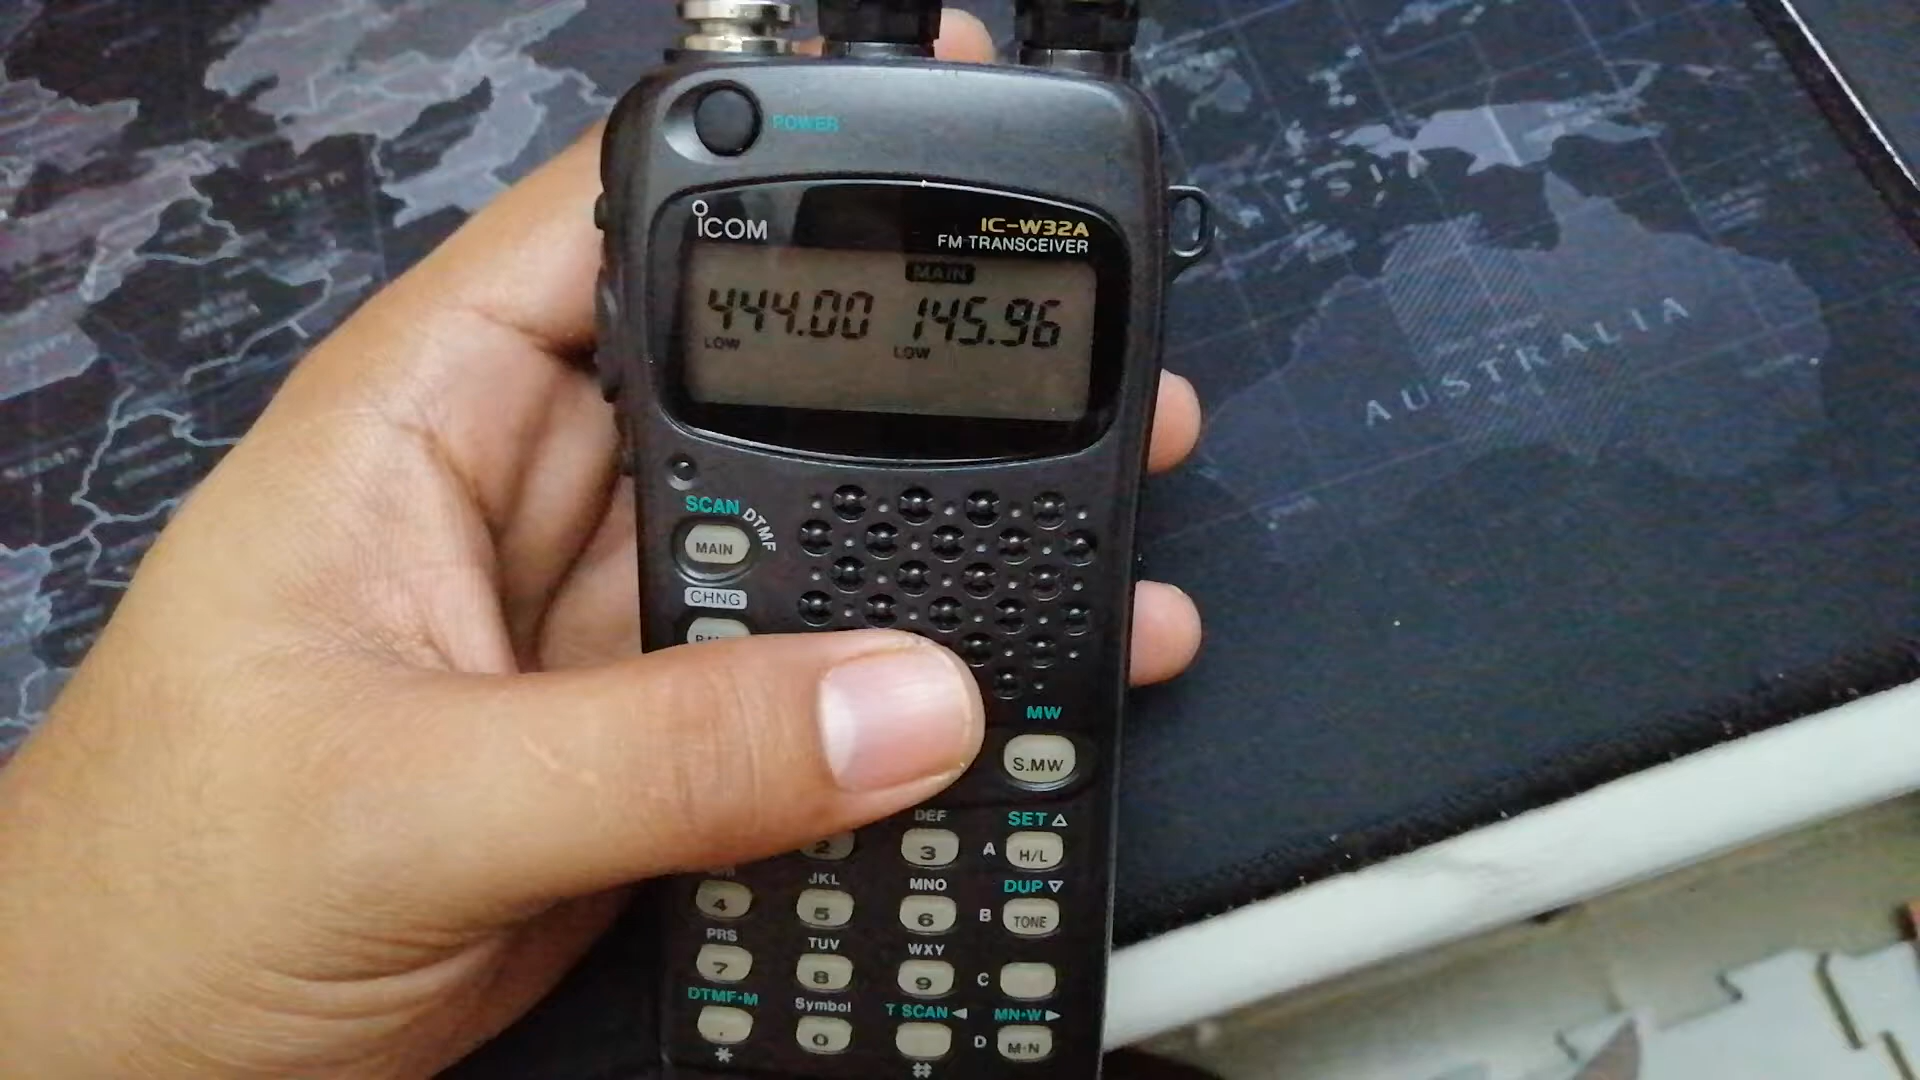 POWER
iCOM
IC-W32A
FM TRANSCEIVER
MAIN
444.00 145.96
LOW LOW
SCAN DTMF
MAIN
CHNG
MW
S.MW
DEF SET △
2 3 A H/L
JKL MNO DUP ▽
4 5 6 B TONE
PRS TUV WXY
7 8 9 C
DTMF·M Symbol T SCAN ◀ MN·W ▶
. 0 D M·N
* #
AUSTRALIA